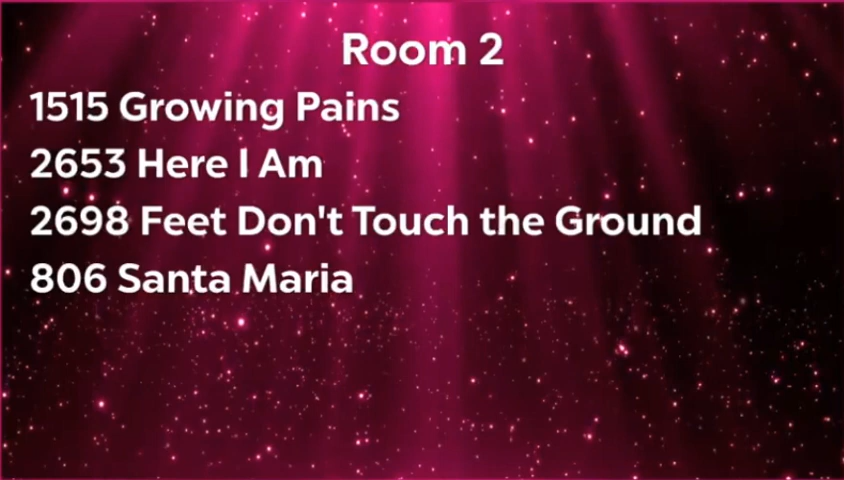 Room 2
1515 Growing Pains
2653 Here I Am
2698 Feet Don't Touch the Ground
806 Santa Maria